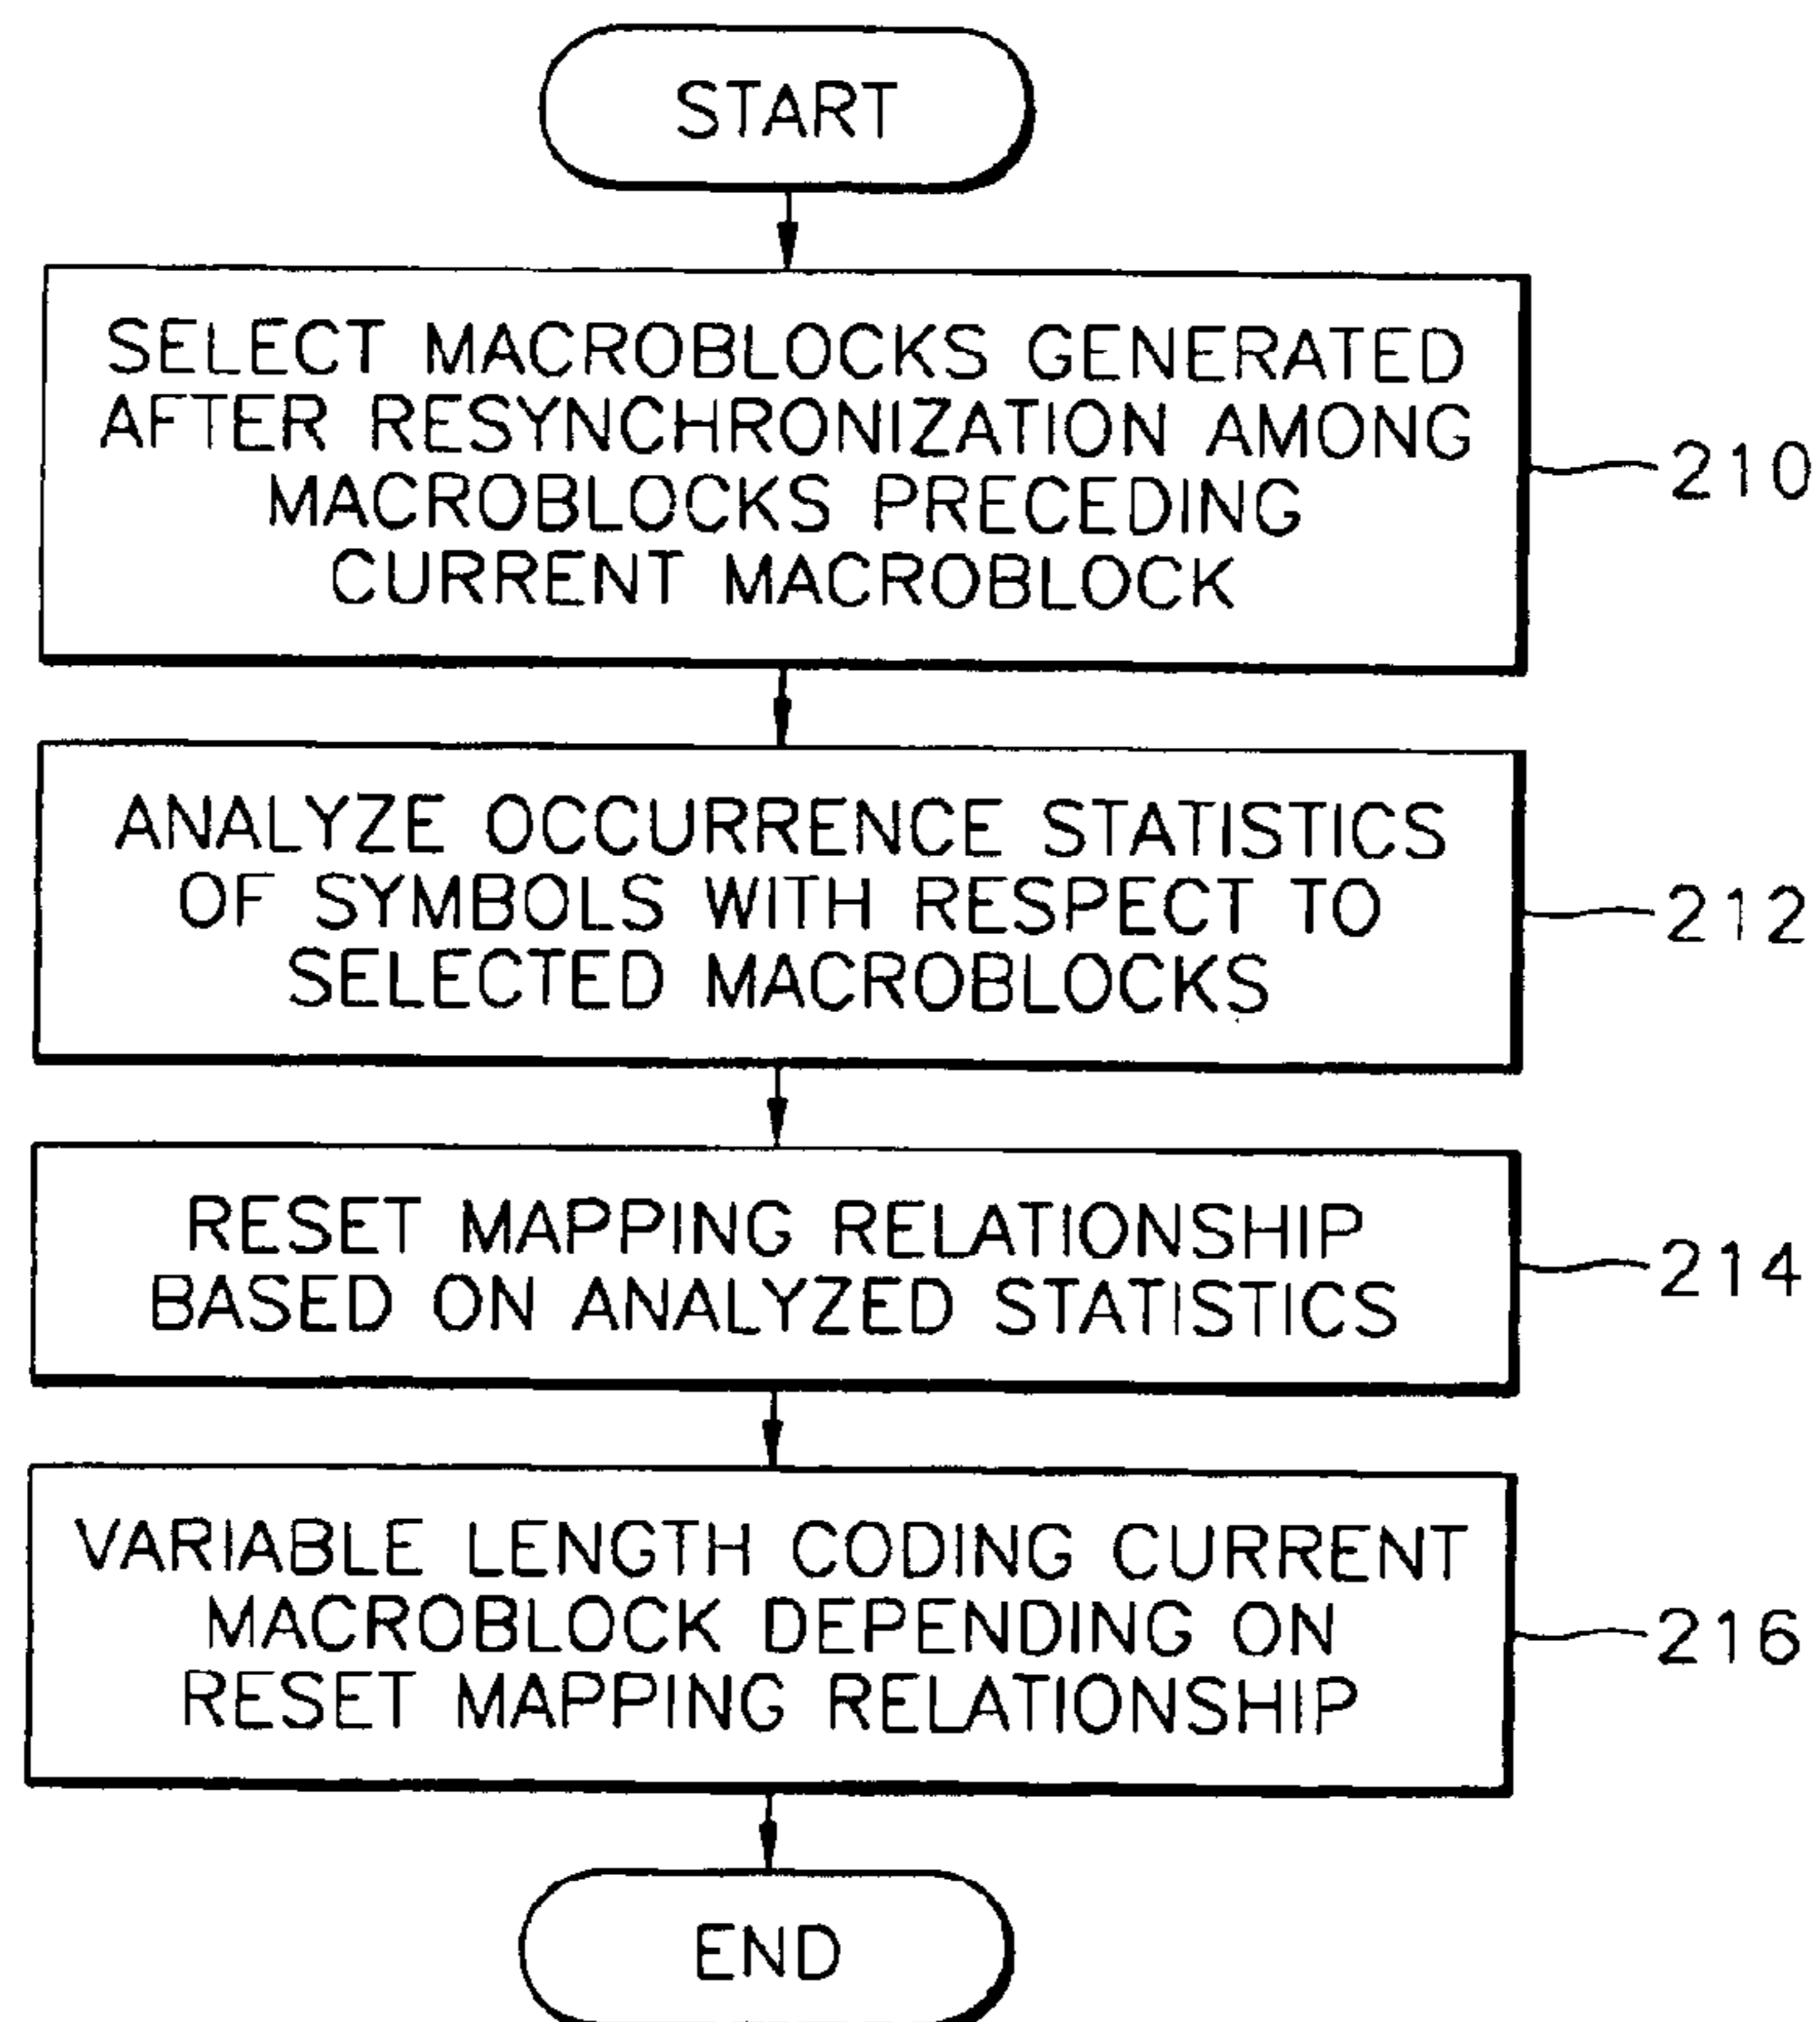 START
SELECT MACROBLOCKS GENERATED
AFTER RESYNCHRONIZATION AMONG
MACROBLOCKS PRECEDING
CURRENT MACROBLOCK
210
ANALYZE OCCURRENCE STATISTICS
OF SYMBOLS WITH RESPECT TO
SELECTED MACROBLOCKS
212
RESET MAPPING RELATIONSHIP
BASED ON ANALYZED STATISTICS
214
VARIABLE LENGTH CODING CURRENT
MACROBLOCK DEPENDING ON
RESET MAPPING RELATIONSHIP
216
END